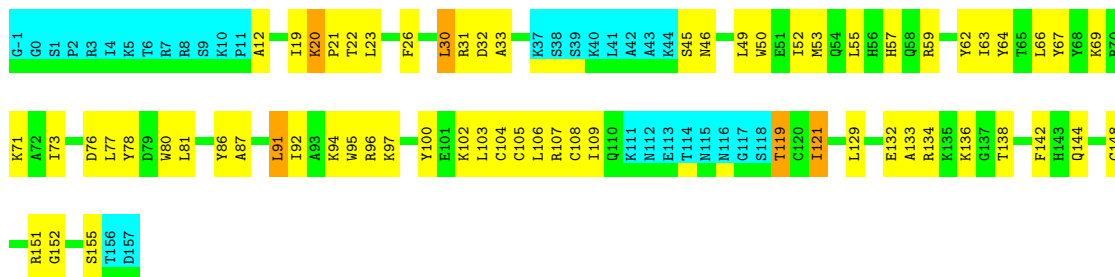 G-1 G0 S1 P2 R3 I4 K5 T6 R7 R8 S9 K10 P11 A12 I19 K20 P21 T22 L23 F26 L30 R31 D32 A33 K37 S38 S39 K40 L41 A42 A43 K44 S45 N46 L49 W50 E51 I52 M53 Q54 L55 H56 H57 Q58 R59 Y62 I63 Y64 T65 L66 Y67 Y68 K69
K71 A72 I73 D76 L77 Y78 D79 W80 L81 Y86 A87 L91 I92 A93 K94 W95 R96 K97 Y100 E101 K102 L103 C104 C105 L106 R107 C108 I109 Q110 K111 N112 E113 T114 N115 N116 G117 S118 T119 C120 I121 L129 E132 A133 R134 K135 K136 G137 T138 F142 H143 Q144
R151 G152 S155 T156 D157